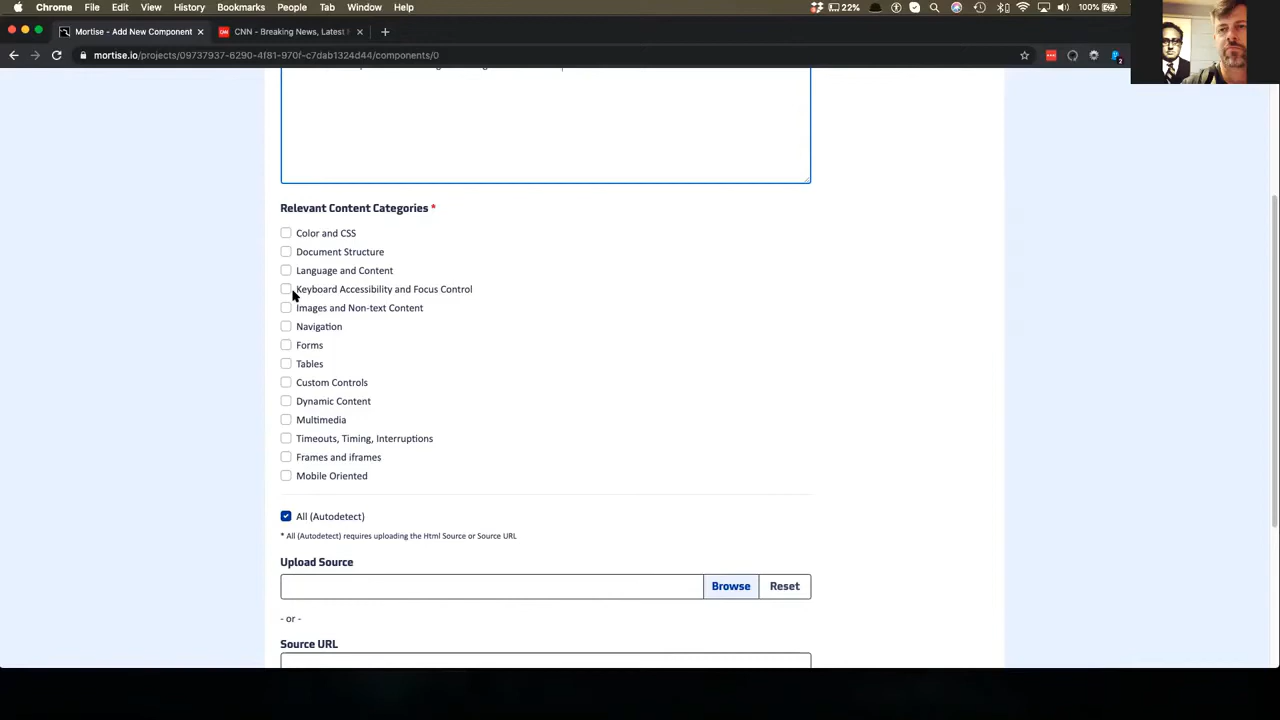 Chrome File Edit View History Bookmarks People Tab Window Help 22% 100%
Mortise - Add New Component
CNN - Breaking News, Latest
mortise.io/projects/09737937-6290-4f81-970f-c7dab1324d44/components/0
2
Relevant Content Categories *
Color and CSS
Document Structure
Language and Content
Keyboard Accessibility and Focus Control
Images and Non-text Content
Navigation
Forms
Tables
Custom Controls
Dynamic Content
Multimedia
Timeouts, Timing, Interruptions
Frames and iframes
Mobile Oriented
All (Autodetect)
* All (Autodetect) requires uploading the Html Source or Source URL
Upload Source
Browse Reset
- or -
Source URL